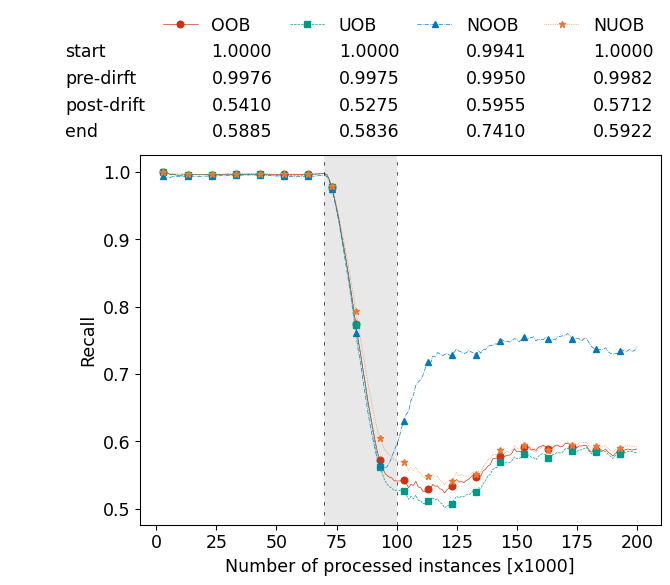 OOB UOB NOOB NUOB
start 1.0000 1.0000 0.9941 1.0000
pre-dirft 0.9976 0.9975 0.9950 0.9982
post-drift 0.5410 0.5275 0.5955 0.5712
end 0.5885 0.5836 0.7410 0.5922
1.0
0.9
0.8
0.7
0.6
0.5
Recall
0 25 50 75 100 125 150 175 200
Number of processed instances [x1000]